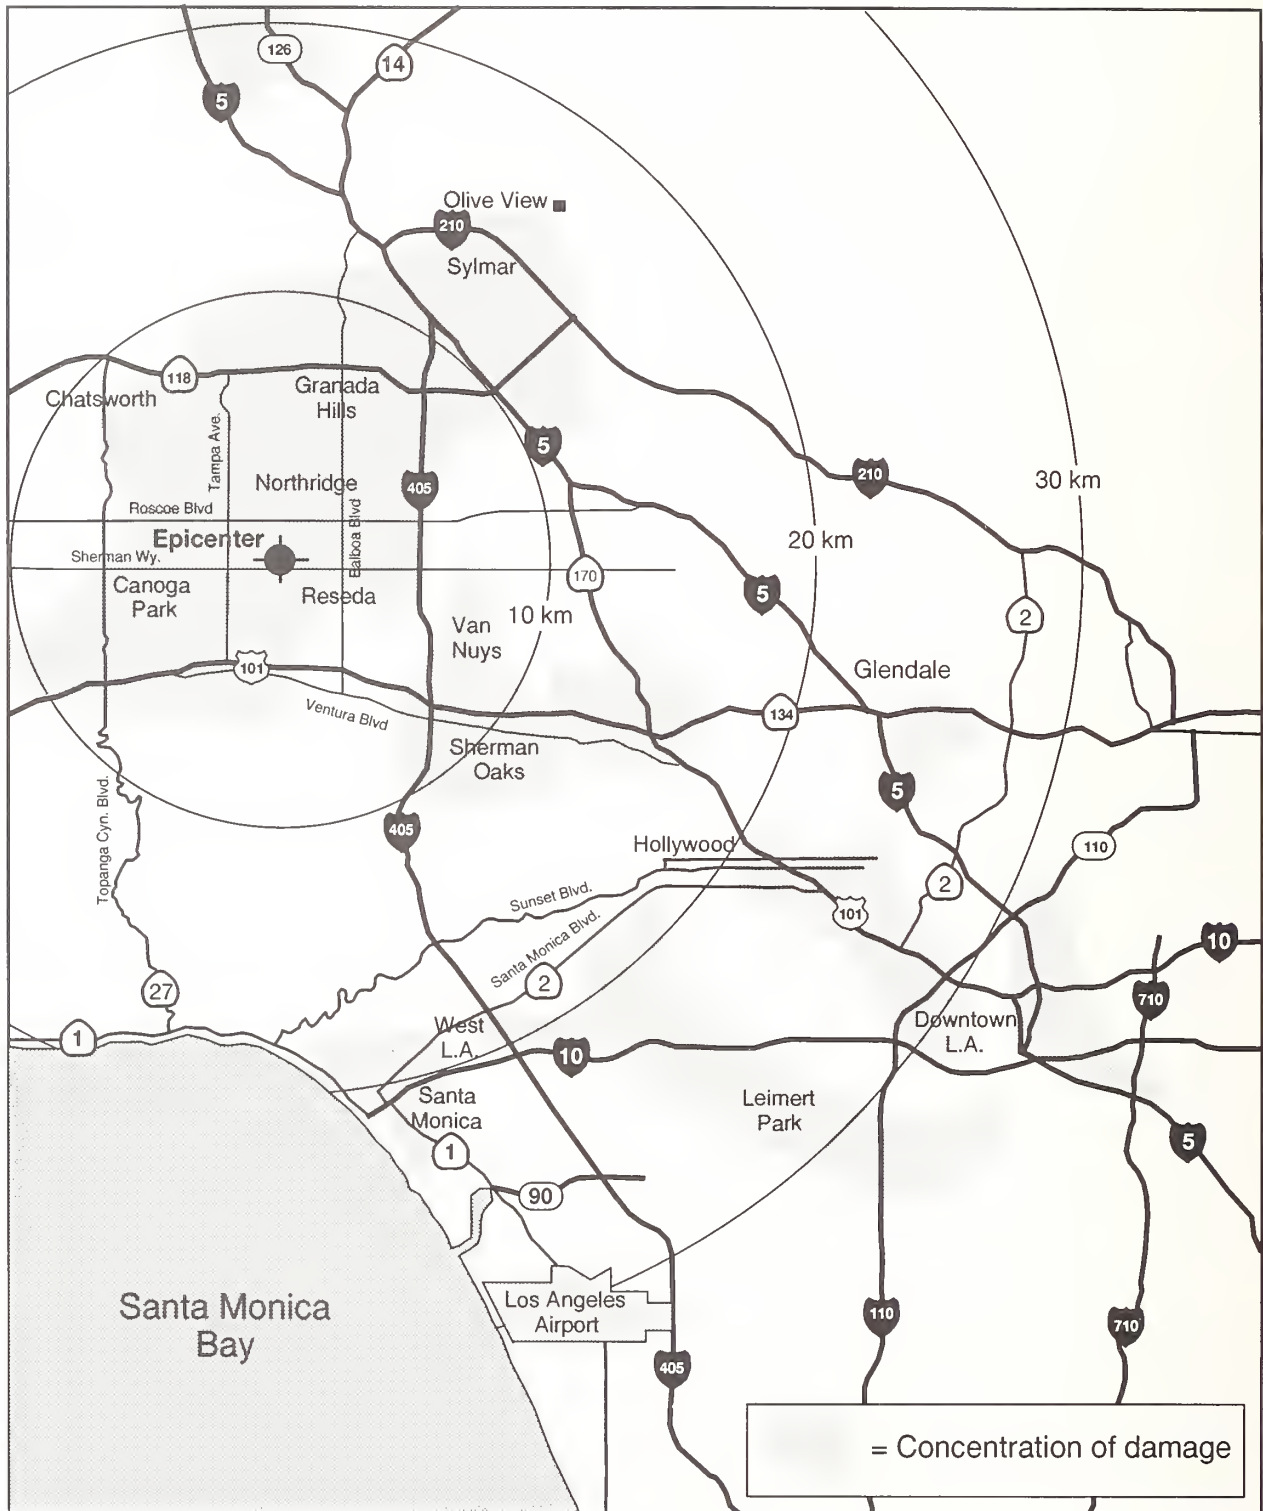 126
14
5
Olive View
210
Sylmar
118
Chatsworth
Granada
Hills
Tampa Ave.
5
Northridge
405
210
30 km
Roscoe Blvd
Balboa Blvd
Epicenter
20 km
Sherman Wy.
170
Canoga
Park
Reseda
5
10 km
2
Van
Nuys
101
Glendale
Ventura Blvd
134
Sherman
Oaks
5
Topanga Cyn. Blvd.
405
Hollywood
110
2
Sunset Blvd.
101
Santa Monica Blvd.
10
2
27
710
1
West
L.A.
Downtown
L.A.
10
Santa
Monica
Leimert
Park
1
5
90
Santa Monica
Bay
Los Angeles
Airport
110
710
405
= Concentration of damage